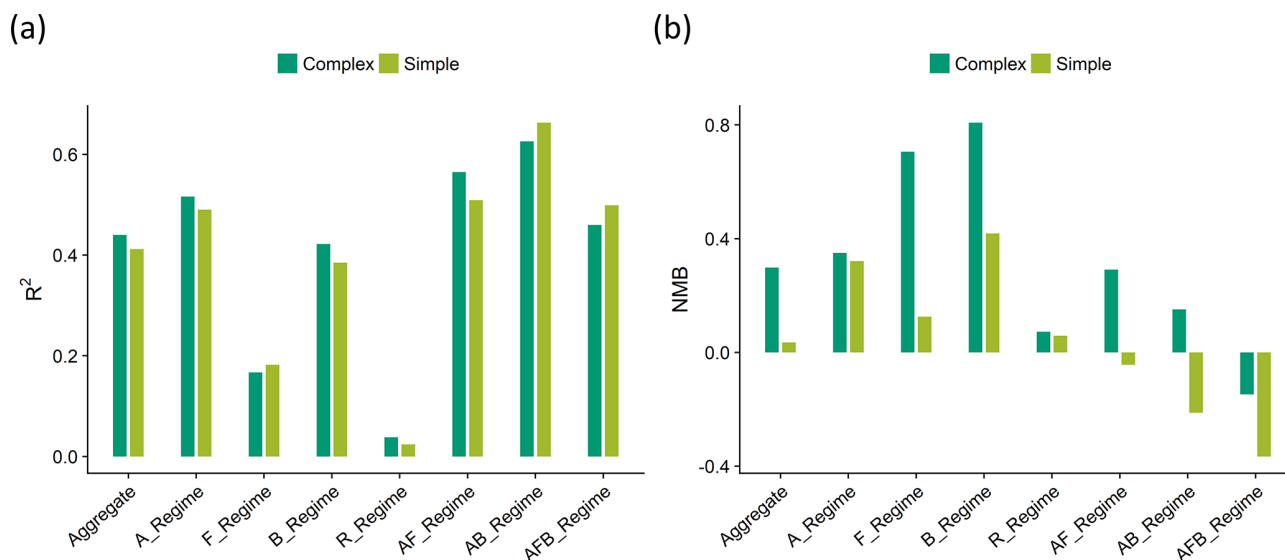 (a)
Complex Simple
0.6
0.4
0.2
0.0
R²
Aggregate
A_Regime
F_Regime
B_Regime
R_Regime
AF_Regime
AB_Regime
AFB_Regime
(b)
Complex Simple
0.8
0.4
0.0
-0.4
NMB
Aggregate
A_Regime
F_Regime
B_Regime
R_Regime
AF_Regime
AB_Regime
AFB_Regime